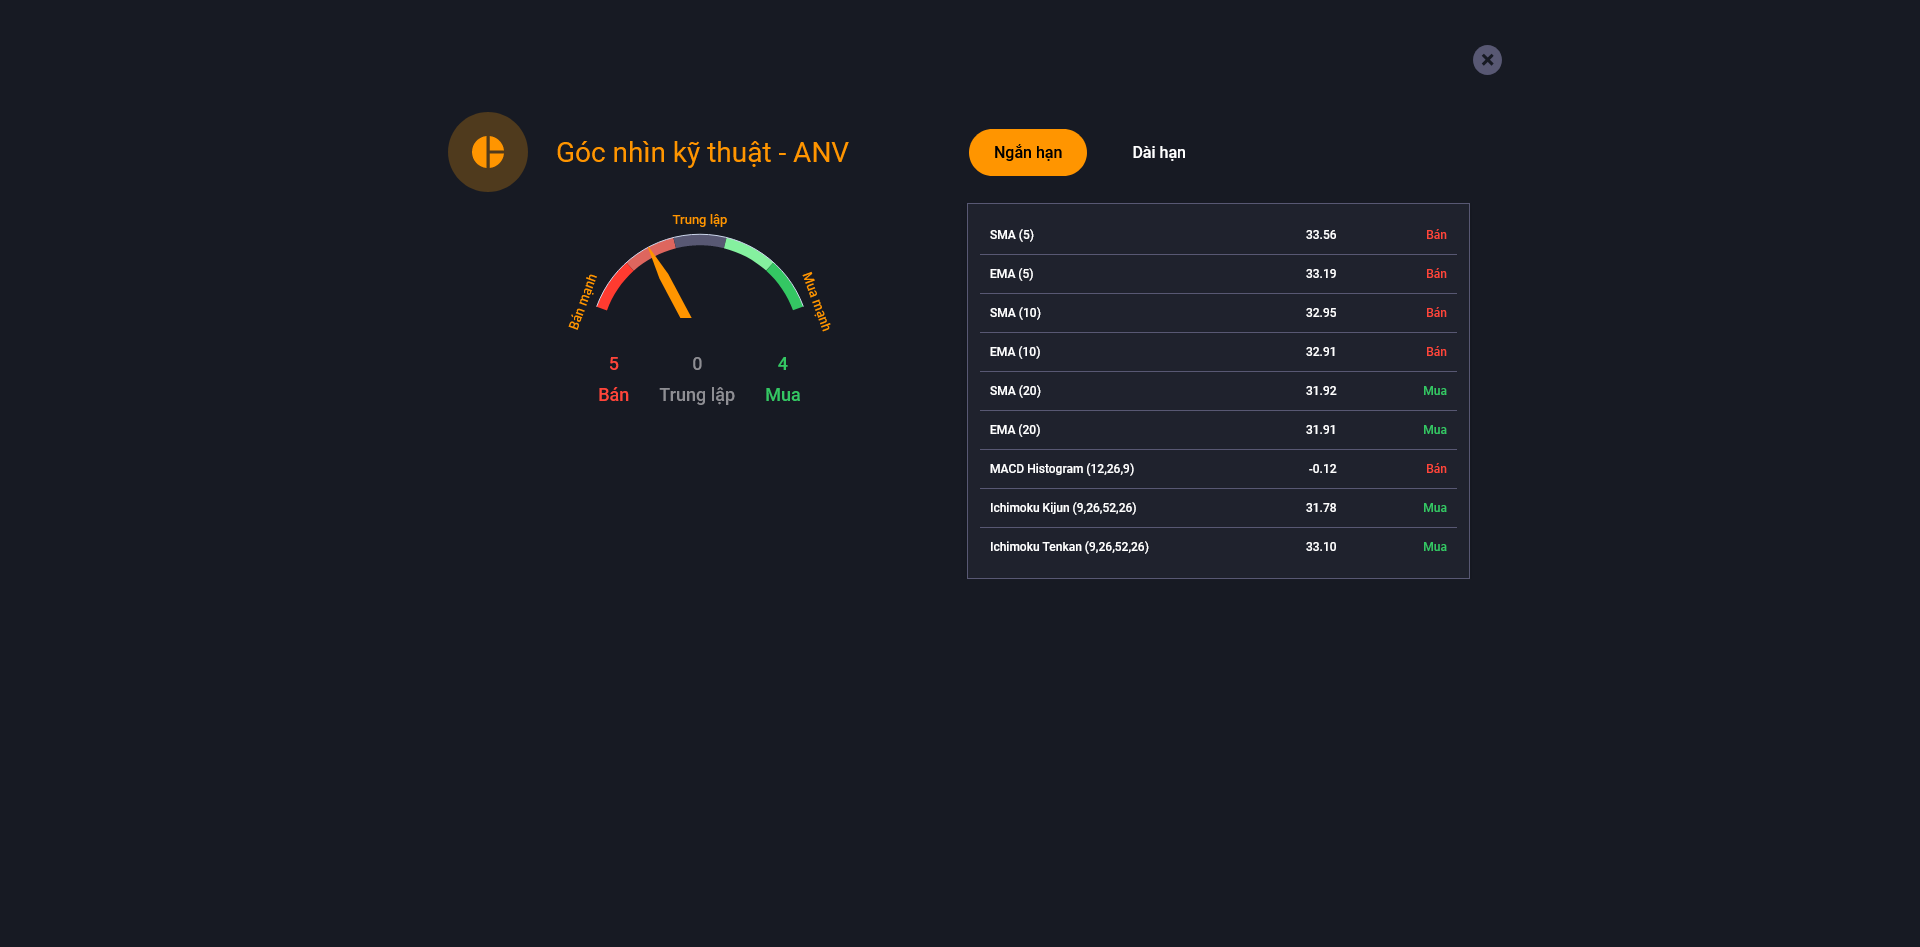 Góc nhìn kỹ thuật - ANV
Trung lập
Bán mạnh
Mua mạnh
5 0 4
Bán Trung lập Mua
Ngắn hạn Dài hạn
SMA (5) 33.56 Bán
EMA (5) 33.19 Bán
SMA (10) 32.95 Bán
EMA (10) 32.91 Bán
SMA (20) 31.92 Mua
EMA (20) 31.91 Mua
MACD Histogram (12,26,9) -0.12 Bán
Ichimoku Kijun (9,26,52,26) 31.78 Mua
Ichimoku Tenkan (9,26,52,26) 33.10 Mua